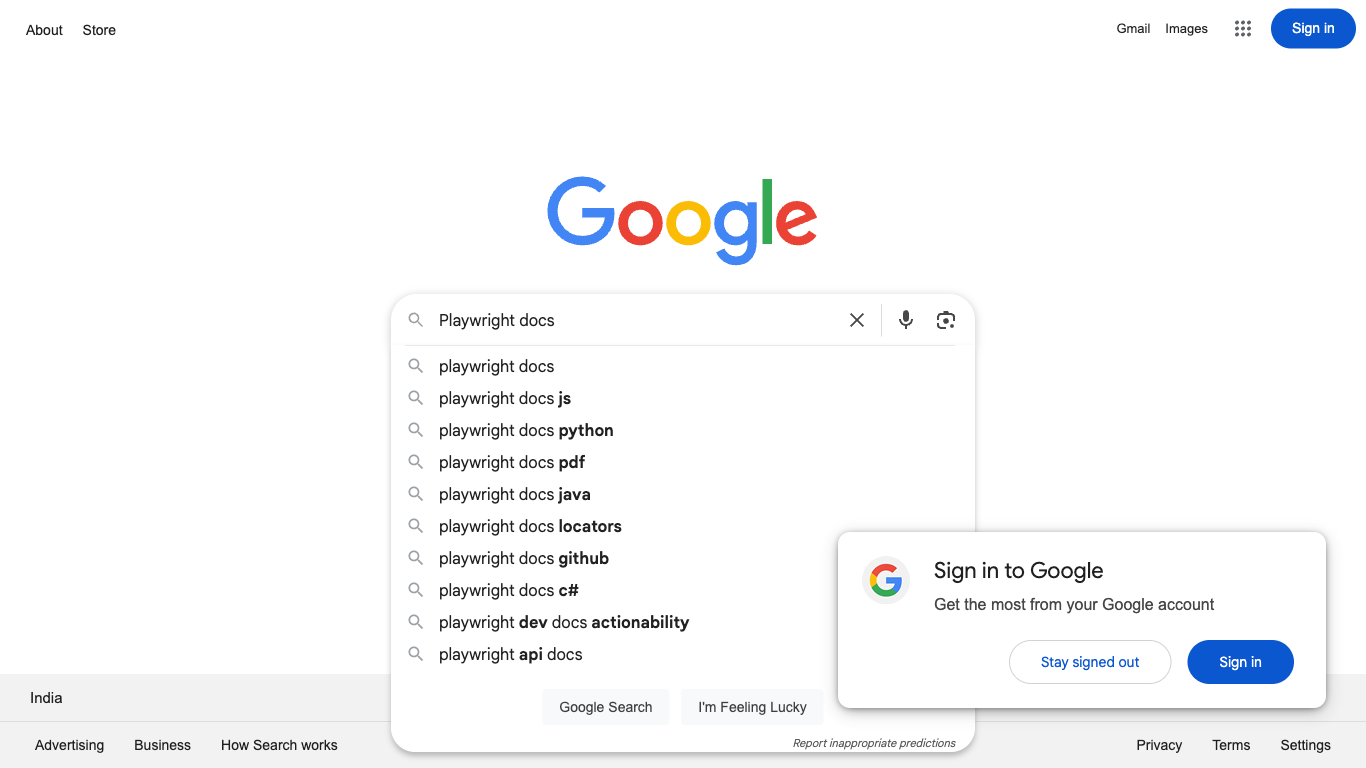 About Store
Gmail Images Sign in
Google
Playwright docs
playwright docs
playwright docs js
playwright docs python
playwright docs pdf
playwright docs java
playwright docs locators
playwright docs github
playwright docs c#
playwright dev docs actionability
playwright api docs
Google Search I'm Feeling Lucky
Report inappropriate predictions
Sign in to Google
Get the most from your Google account
Stay signed out Sign in
India
Advertising Business How Search works
Privacy Terms Settings